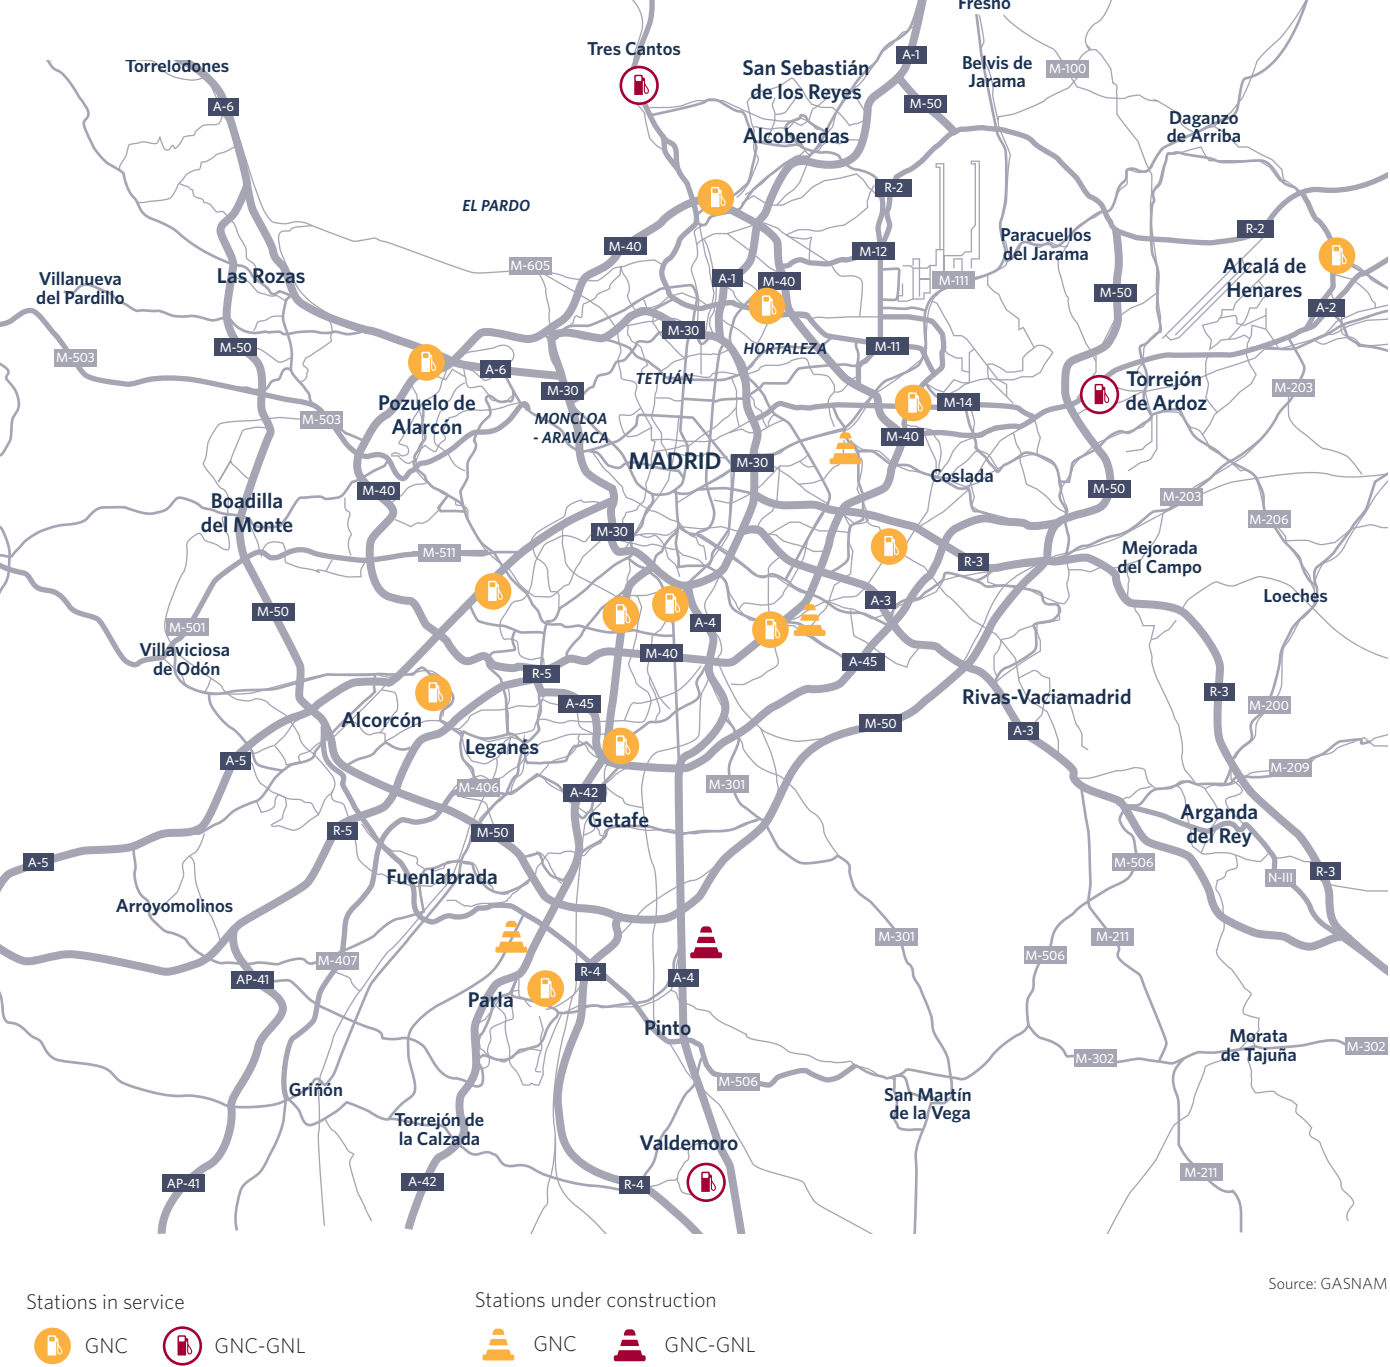 Fresno
Tres Cantos
A-1
San Sebastián
de los Reyes
Belvis de
Jarama
M-100
Torrelodones
A-6
M-50
Daganzo
de Arriba
Alcobendas
R-2
EL PARDO
M-40
M-12
Paracuellos
del Jarama
R-2
M-605
A-1
M-40
M-111
Alcalá de
Henares
Villanueva
del Pardillo
Las Rozas
M-50
A-2
M-30
M-503
M-50
HORTALEZA
M-11
A-6
TETUÁN
Torrejón
de Ardoz
M-203
M-30
Pozuelo de
Alarcón
M-503
MONCLOA
- ARAVACA
M-14
M-40
MADRID
M-30
Coslada
M-40
M-50
M-203
Boadilla
del Monte
M-206
M-30
M-511
R-3
Mejorada
del Campo
Loeches
A-3
M-50
M-501
A-4
Villaviciosa
de Odón
M-40
A-45
R-5
Rivas-Vaciamadrid
R-3
A-45
M-200
Alcorcón
M-50
A-3
Leganés
A-5
M-209
M-406
M-301
A-42
Getafe
Arganda
del Rey
R-5
M-50
A-5
M-506
R-3
N-III
Fuenlabrada
Arroyomolinos
M-301
M-211
M-506
M-407
R-4
A-4
AP-41
Parla
Pinto
Morata
de Tajuña
M-302
M-302
M-506
Griñón
San Martín
de la Vega
Torrejón de
la Calzada
Valdemoro
M-211
AP-41
A-42
R-4
Source: GASNAM
Stations in service
GNC
GNC-GNL
Stations under construction
GNC
GNC-GNL